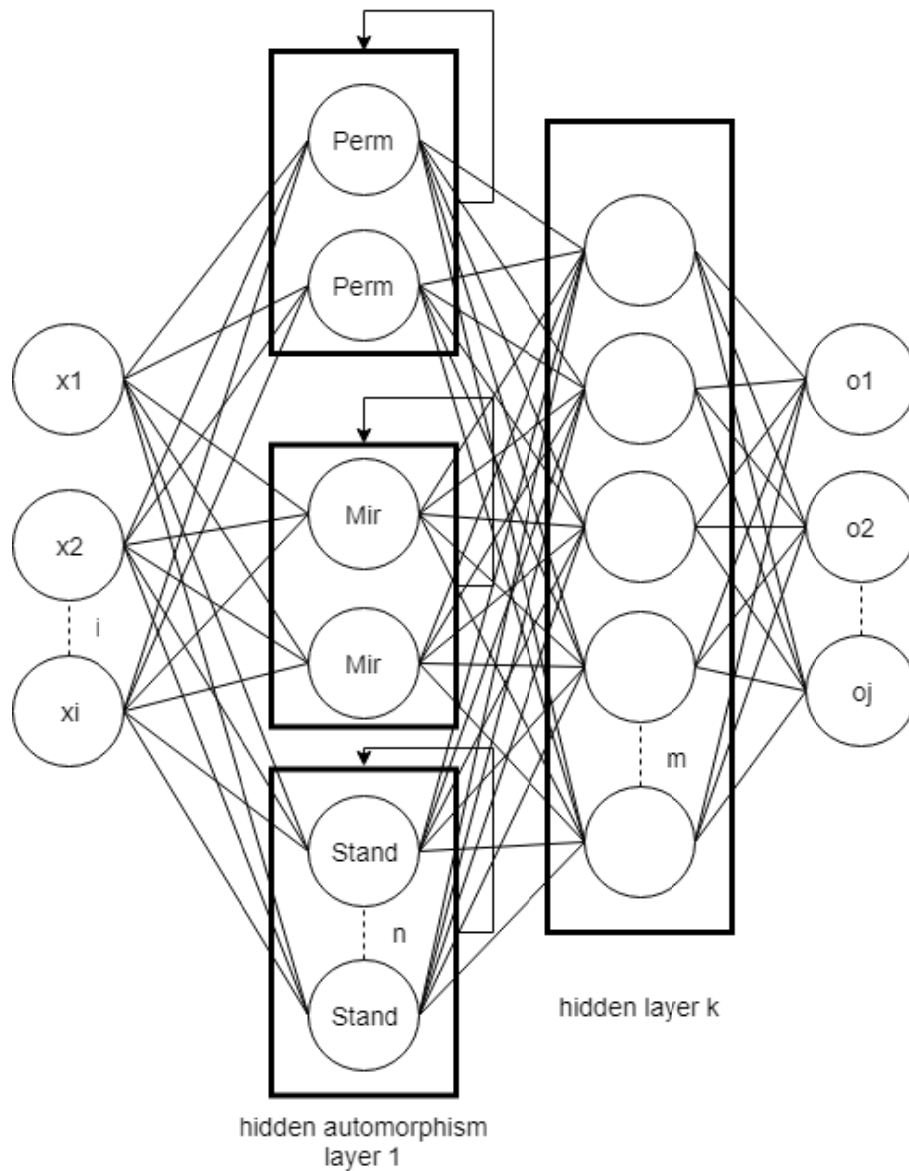 Perm
Perm
x1
x2
i
xi
Mir
Mir
Stand
n
Stand
hidden automorphism
layer 1
m
hidden layer k
o1
o2
oj